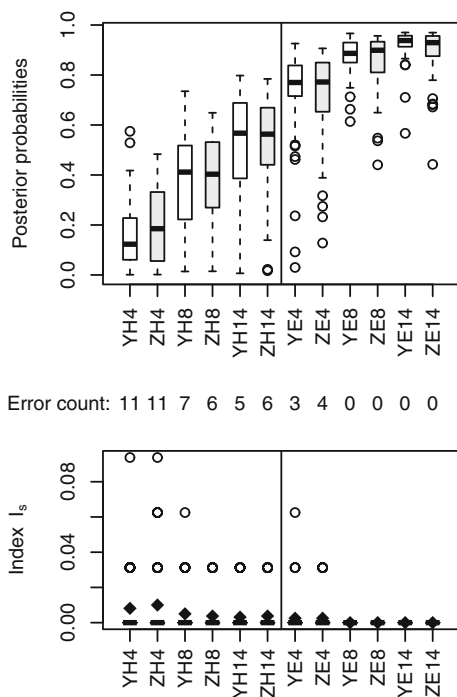 Posterior probabilities
1.0
0.8
0.6
0.4
0.2
0.0
YH4 ZH4 YH8 ZH8 YH14 ZH14 YE4 ZE4 YE8 ZE8 YE14 ZE14
Error count: 11 11 7 6 5 6 3 4 0 0 0 0
Index Is
0.08
0.04
0.00
YH4 ZH4 YH8 ZH8 YH14 ZH14 YE4 ZE4 YE8 ZE8 YE14 ZE14